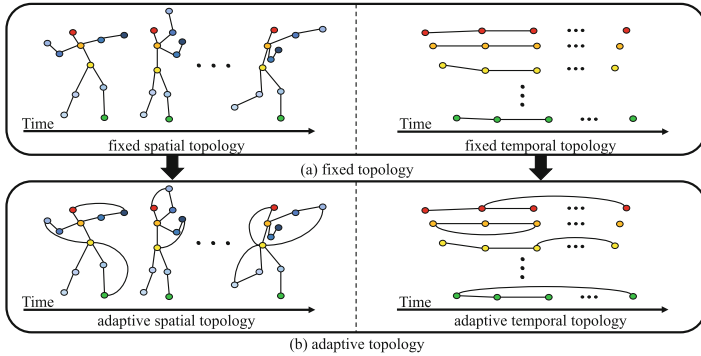 Time
fixed spatial topology
Time
fixed temporal topology
(a) fixed topology
Time
adaptive spatial topology
Time
adaptive temporal topology
(b) adaptive topology